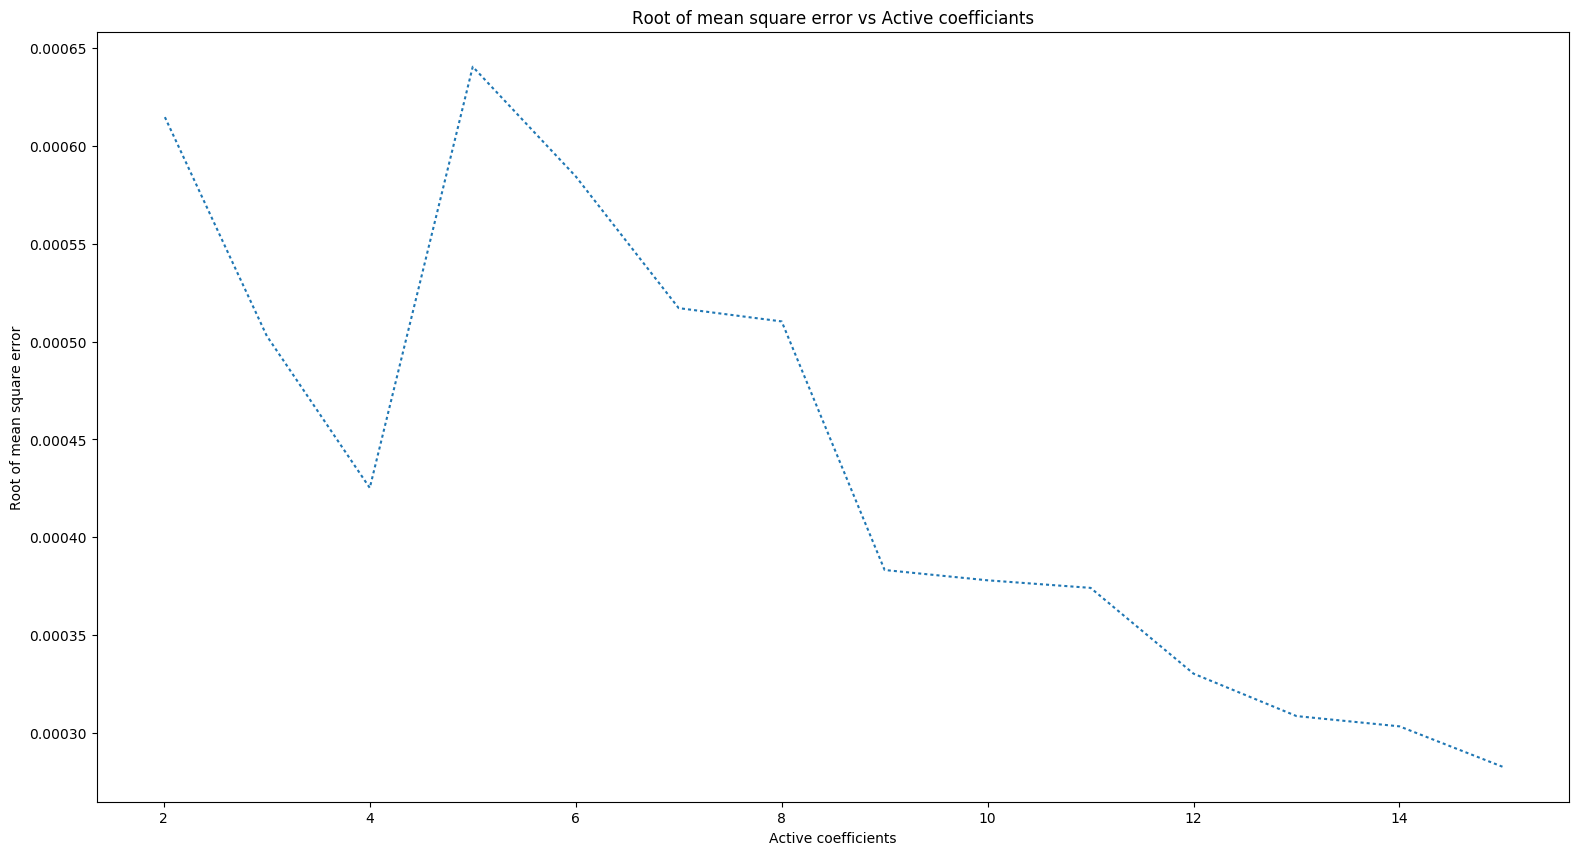 Root of mean square error vs Active coefficiants
0.00065
0.00060
0.00055
0.00050
0.00045
0.00040
0.00035
0.00030
Root of mean square error
2 4 6 8 10 12 14
Active coefficients